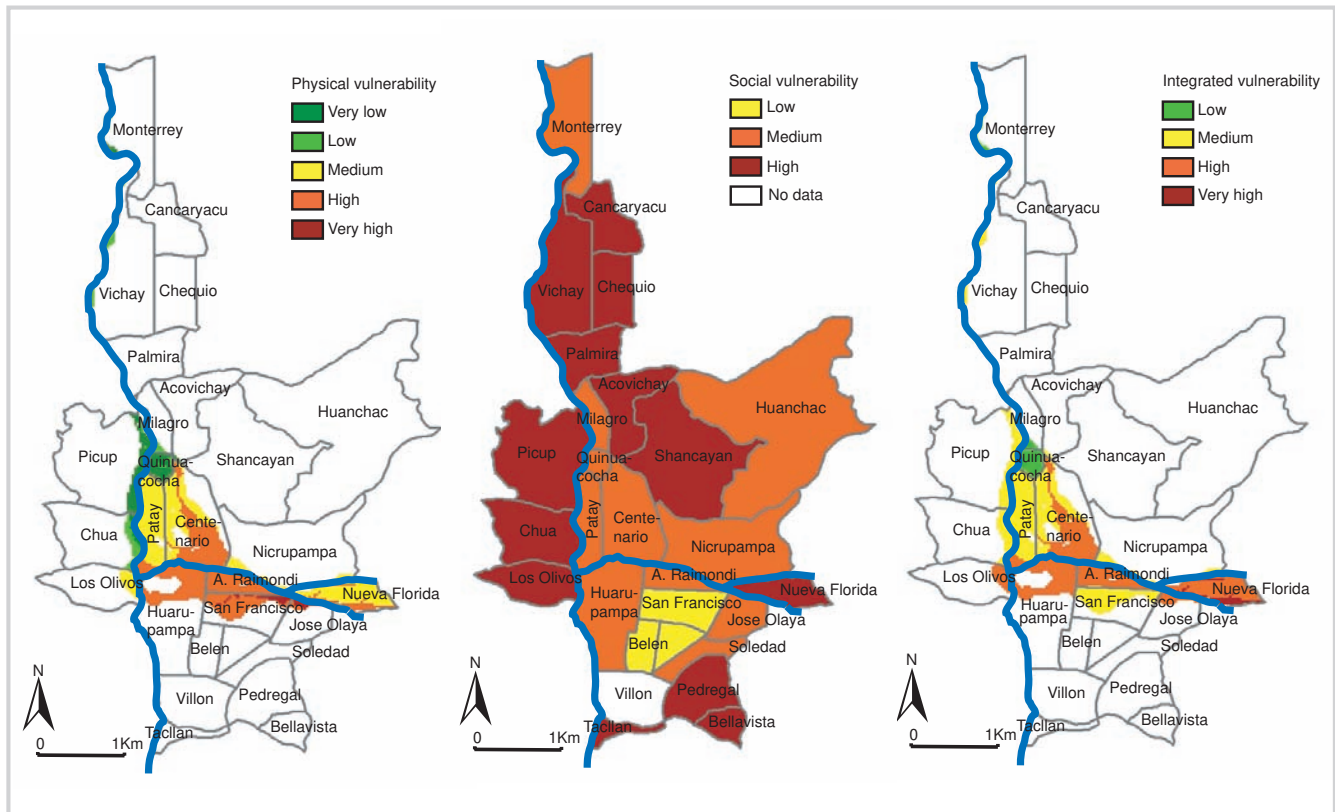 Physical vulnerability
Very low
Low
Medium
High
Very high
Monterrey
Cancaryacu
Vichay
Chequio
Palmira
Acovichay
Huanchac
Milagro
Picup
Quinua-
cocha
Shancayan
Patay
Chua
Cente-
nario
Nicrupampa
Los Olivos
A. Raimondi
Nueva Florida
Huaru-
pampa
San Francisco
Jose Olaya
Belen
Soledad
N
Villon
Pedregal
Bellavista
Tacllan
0 1Km
Social vulnerability
Low
Medium
High
No data
Monterrey
Cancaryacu
Vichay
Chequio
Palmira
Acovichay
Huanchac
Milagro
Picup
Quinua-
cocha
Shancayan
Patay
Chua
Cente-
nario
Nicrupampa
Los Olivos
A. Raimondi
Nueva Florida
Huaru-
pampa
San Francisco
Jose Olaya
Belen
Soledad
N
Villon
Pedregal
Bellavista
Tacllan
0 1Km
Integrated vulnerability
Low
Medium
High
Very high
Monterrey
Cancaryacu
Vichay
Chequio
Palmira
Acovichay
Huanchac
Milagro
Picup
Quinua-
cocha
Shancayan
Patay
Chua
Cente-
nario
Nicrupampa
Los Olivos
A. Raimondi
Nueva Florida
Huaru-
pampa
San Francisco
Jose Olaya
Belen
Soledad
N
Villon
Pedregal
Bellavista
Tacllan
0 1Km